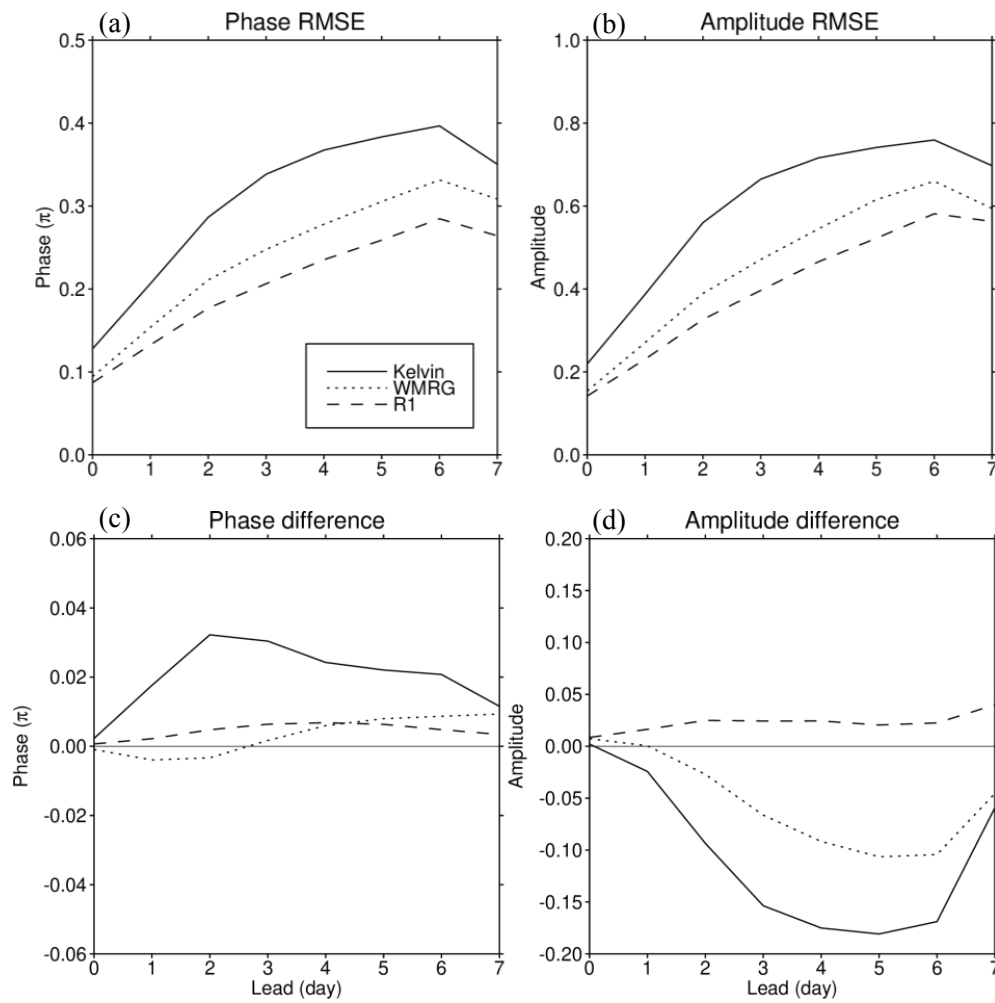 (a) Phase RMSE
0.5
0.4
0.3
0.2
0.1
0.0
Phase (π)
0 1 2 3 4 5 6 7
Kelvin
WMRG
R1
(b) Amplitude RMSE
1.0
0.8
0.6
0.4
0.2
0.0
Amplitude
0 1 2 3 4 5 6 7
(c) Phase difference
0.06
0.04
0.02
0.00
-0.02
-0.04
-0.06
Phase (π)
0 1 2 3 4 5 6 7
Lead (day)
(d) Amplitude difference
0.20
0.15
0.10
0.05
0.00
-0.05
-0.10
-0.15
-0.20
Amplitude
0 1 2 3 4 5 6 7
Lead (day)